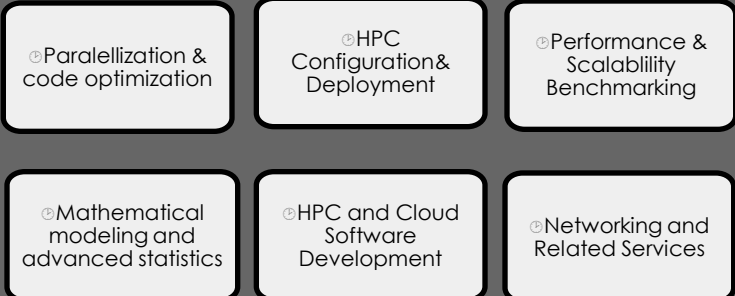 🕑Paralellization &
code optimization
🕑HPC
Configuration&
Deployment
🕑Performance &
Scalablility
Benchmarking
🕑Mathematical
modeling and
advanced statistics
🕑HPC and Cloud
Software
Development
🕑Networking and
Related Services